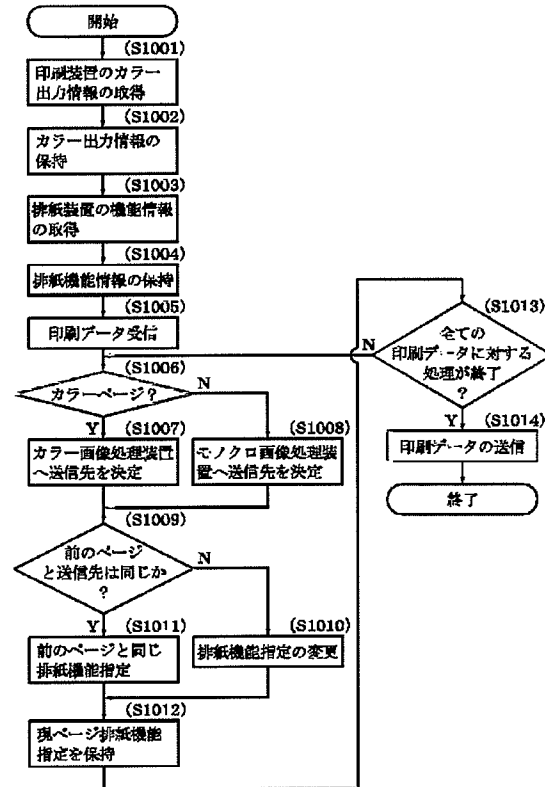 開始
(S1001)
印刷装置のカラー
出力情報の取得
(S1002)
カラー出力情報の
保持
(S1003)
排紙装置の機能情報
の取得
(S1004)
排紙機能情報の保持
(S1005)
印刷データ受信
(S1006)
カラーページ?
N
Y
(S1007)
カラー画像処理装置
へ送信先を決定
(S1008)
モノクロ画像処理装
置へ送信先を決定
(S1009)
前のページ
と送信先は同じか
?
N
Y
(S1011)
前のページと同じ
排紙機能指定
(S1010)
排紙機能指定の変更
(S1012)
現ページ排紙機能
指定を保持
(S1013)
全ての
印刷データに対する
処理が終了
?
N
Y
(S1014)
印刷データの送信
終了